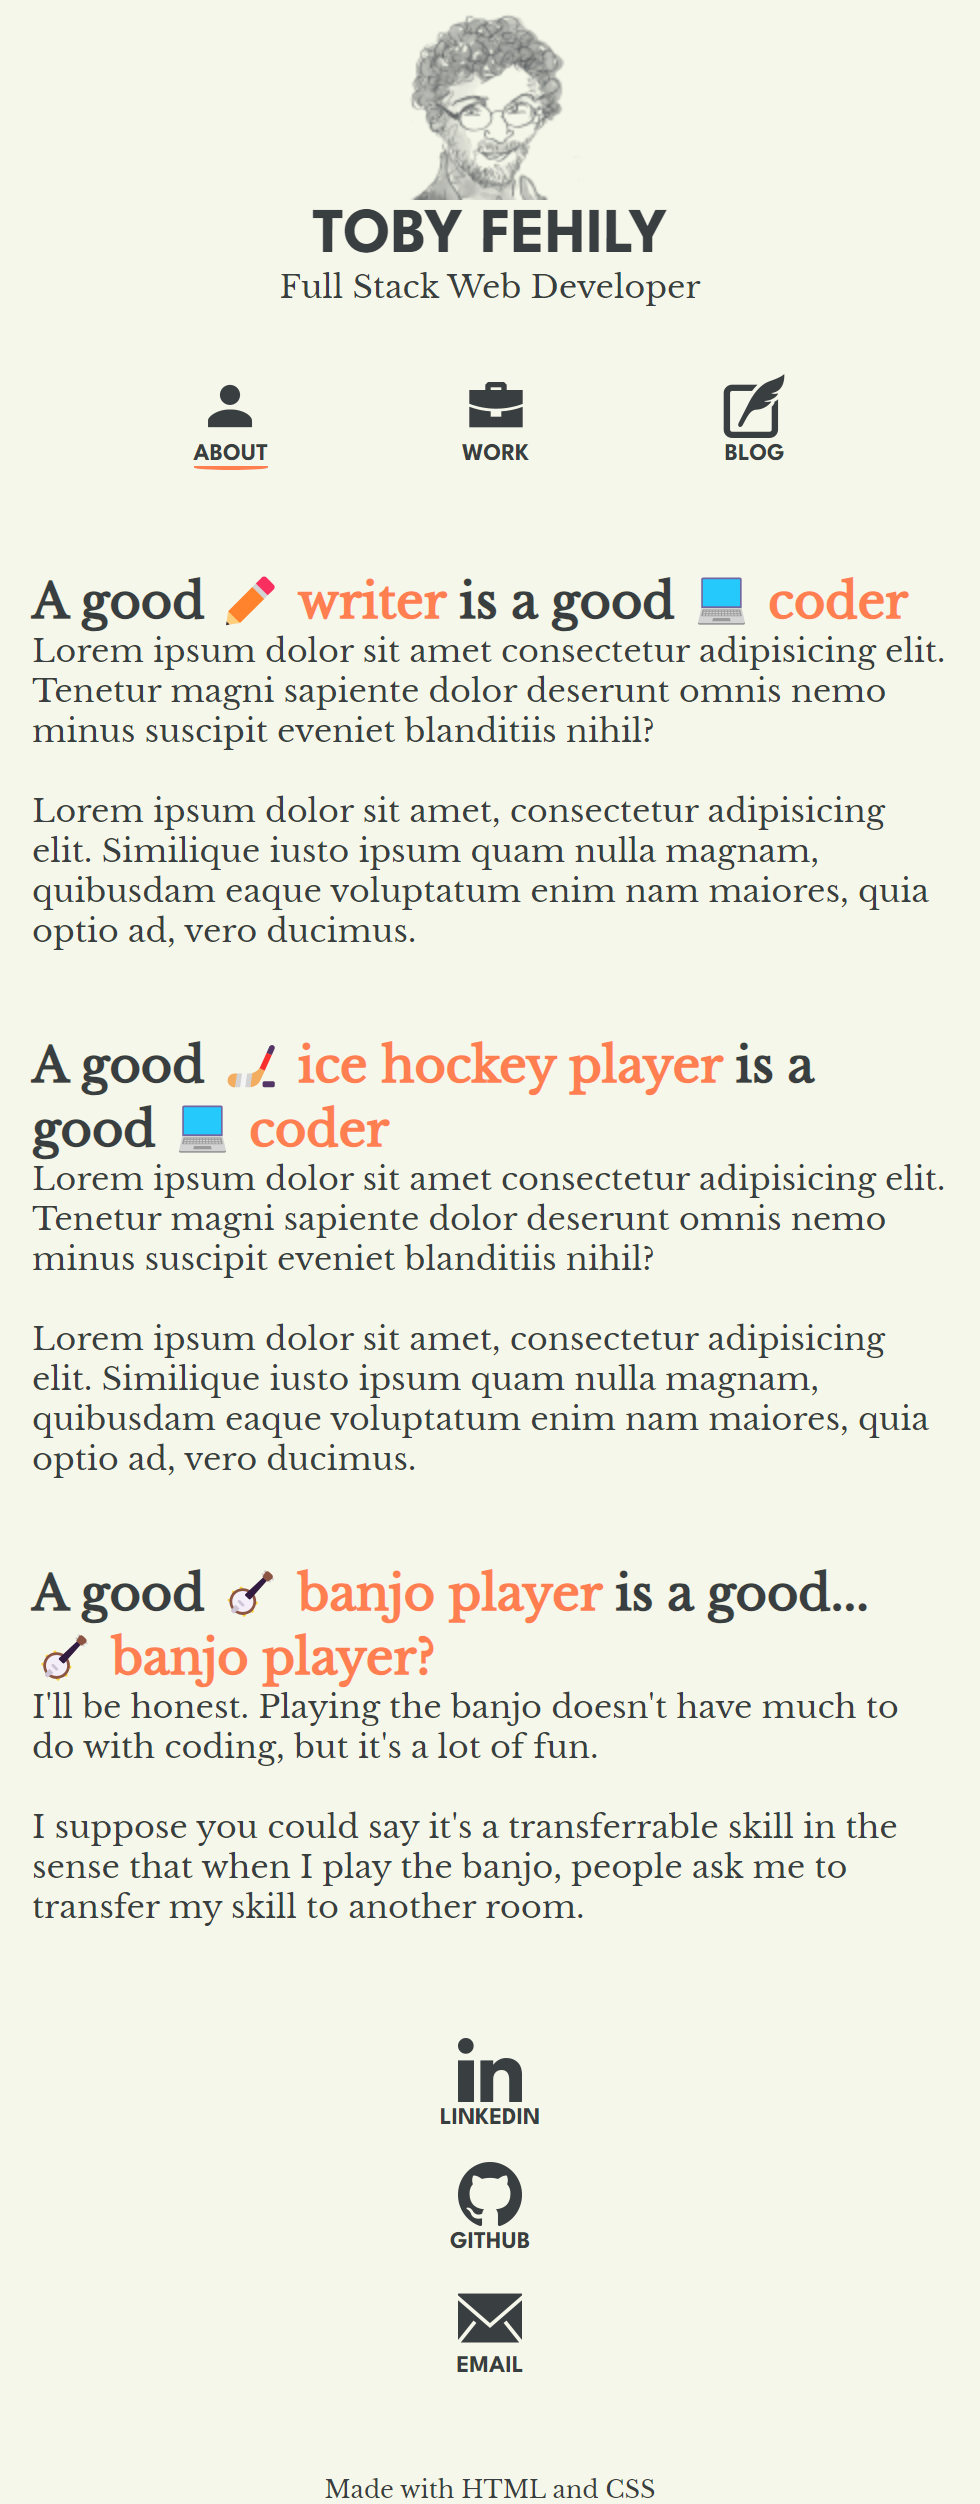 TOBY FEHILY
Full Stack Web Developer
ABOUT
WORK
BLOG
A good ✏️ writer is a good 💻 coder
Lorem ipsum dolor sit amet consectetur adipisicing elit.
Tenetur magni sapiente dolor deserunt omnis nemo
minus suscipit eveniet blanditiis nihil?
Lorem ipsum dolor sit amet, consectetur adipisicing
elit. Similique iusto ipsum quam nulla magnam,
quibusdam eaque voluptatum enim nam maiores, quia
optio ad, vero ducimus.
A good 🏒 ice hockey player is a
good 💻 coder
Lorem ipsum dolor sit amet consectetur adipisicing elit.
Tenetur magni sapiente dolor deserunt omnis nemo
minus suscipit eveniet blanditiis nihil?
Lorem ipsum dolor sit amet, consectetur adipisicing
elit. Similique iusto ipsum quam nulla magnam,
quibusdam eaque voluptatum enim nam maiores, quia
optio ad, vero ducimus.
A good 🪕 banjo player is a good...
🪕 banjo player?
I'll be honest. Playing the banjo doesn't have much to
do with coding, but it's a lot of fun.
I suppose you could say it's a transferrable skill in the
sense that when I play the banjo, people ask me to
transfer my skill to another room.
in
LINKEDIN
GITHUB
EMAIL
Made with HTML and CSS